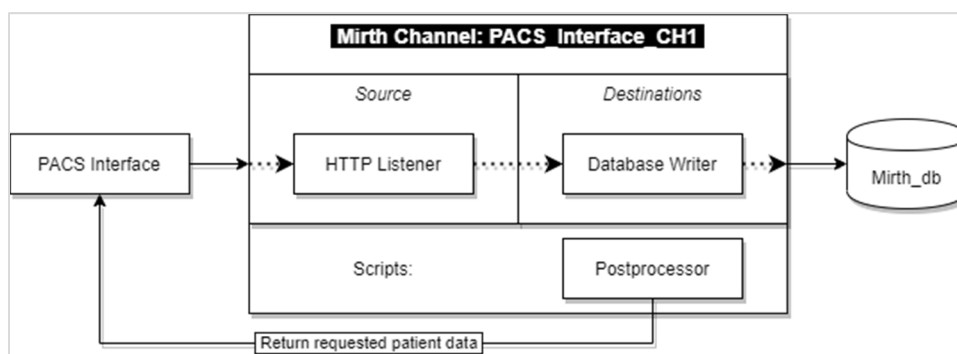 Mirth Channel: PACS_Interface_CH1
Source
Destinations
PACS Interface
HTTP Listener
Database Writer
Mirth_db
Scripts:
Postprocessor
Return requested patient data